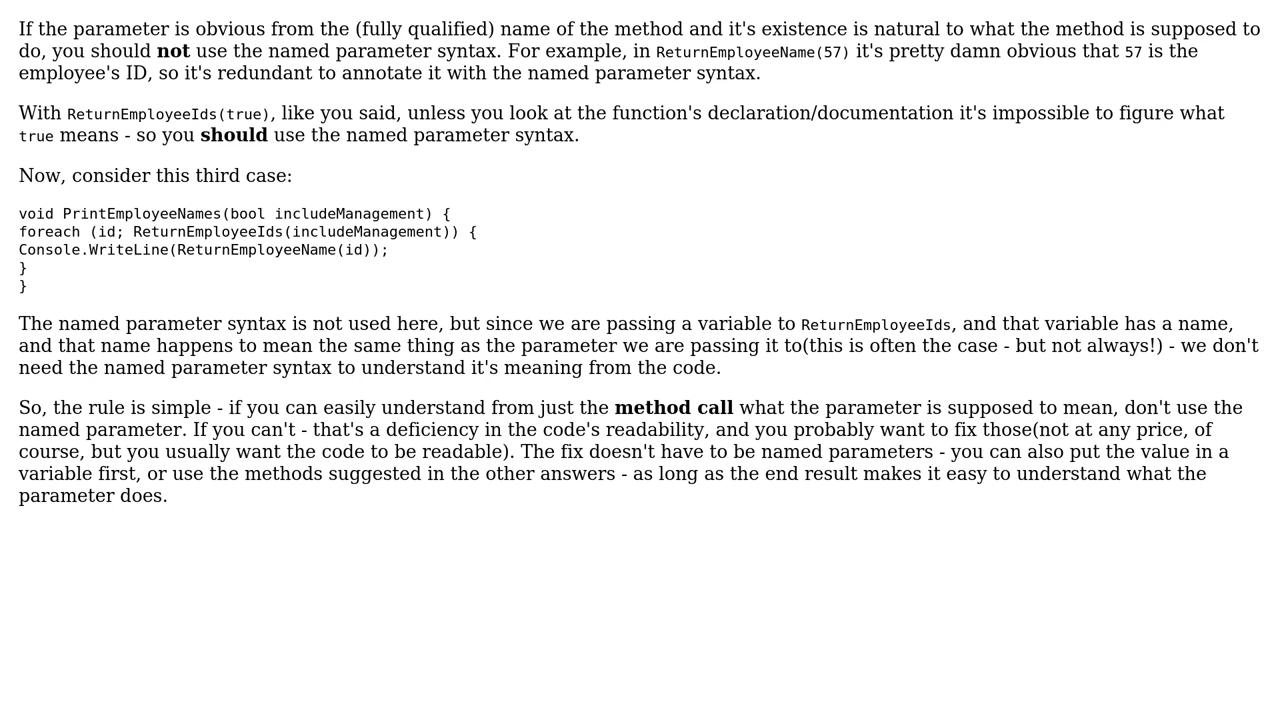 If the parameter is obvious from the (fully qualified) name of the method and it's existence is natural to what the method is supposed to
do, you should not use the named parameter syntax. For example, in ReturnEmployeeName(57) it's pretty damn obvious that 57 is the
employee's ID, so it's redundant to annotate it with the named parameter syntax.
With ReturnEmployeeIds(true), like you said, unless you look at the function's declaration/documentation it's impossible to figure what
true means - so you should use the named parameter syntax.
Now, consider this third case:
void PrintEmployeeNames(bool includeManagement) {
foreach (id; ReturnEmployeeIds(includeManagement)) {
Console.WriteLine(ReturnEmployeeName(id));
}
}
The named parameter syntax is not used here, but since we are passing a variable to ReturnEmployeeIds, and that variable has a name,
and that name happens to mean the same thing as the parameter we are passing it to(this is often the case - but not always!) - we don't
need the named parameter syntax to understand it's meaning from the code.
So, the rule is simple - if you can easily understand from just the method call what the parameter is supposed to mean, don't use the
named parameter. If you can't - that's a deficiency in the code's readability, and you probably want to fix those(not at any price, of
course, but you usually want the code to be readable). The fix doesn't have to be named parameters - you can also put the value in a
variable first, or use the methods suggested in the other answers - as long as the end result makes it easy to understand what the
parameter does.